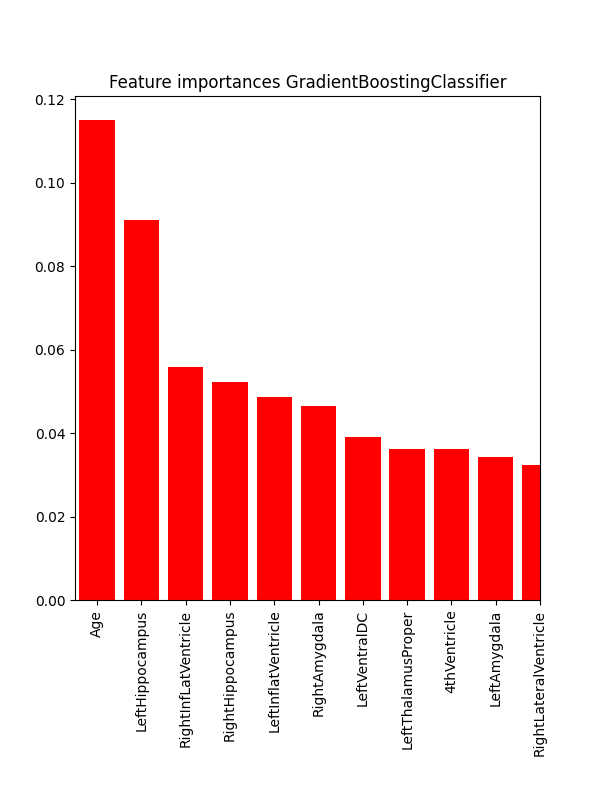 Feature importances GradientBoostingClassifier
0.12
0.10
0.08
0.06
0.04
0.02
0.00
Age
LeftHippocampus
RightInfLatVentricle
RightHippocampus
LeftInflatVentricle
RightAmygdala
LeftVentralDC
LeftThalamusProper
4thVentricle
LeftAmygdala
RightLateralVentricle